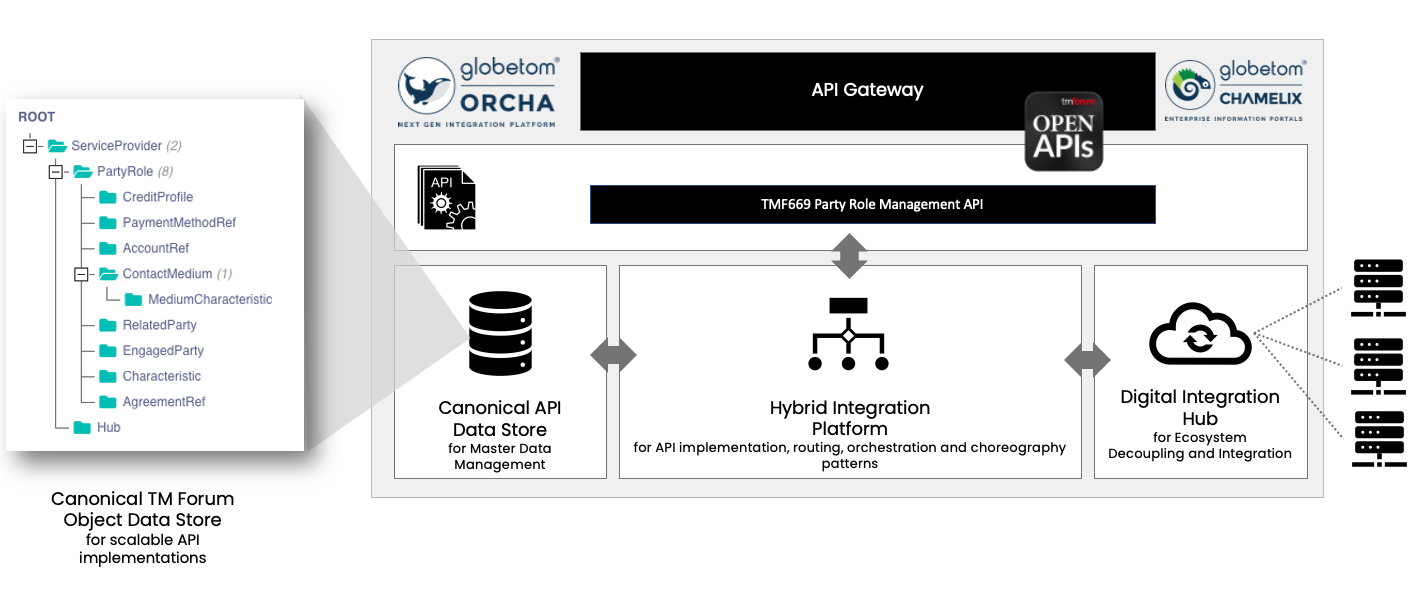 globetom®
ORCHA
NEXT GEN INTEGRATION PLATFORM
API Gateway
globetom®
CHAMELIX
ENTERPRISE INFORMATION PORTALS
tmforum
OPEN
APIs
API
TMF669 Party Role Management API
ROOT
ServiceProvider (2)
PartyRole (8)
CreditProfile
PaymentMethodRef
AccountRef
ContactMedium (1)
MediumCharacteristic
RelatedParty
EngagedParty
Characteristic
AgreementRef
Hub
Canonical TM Forum
Object Data Store
for scalable API
implementations
Canonical API
Data Store
for Master Data
Management
Hybrid Integration
Platform
for API implementation, routing, orchestration and choreography
patterns
Digital Integration
Hub
for Ecosystem
Decoupling and Integration